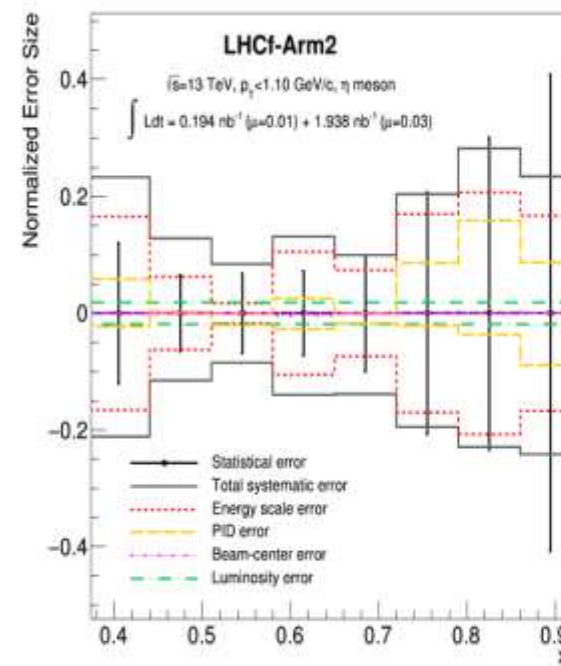 Normalized Error Size
LHCf-Arm2
√s=13 TeV, p_T<1.10 GeV/c, η meson
∫ Ldt = 0.194 nb⁻¹ (μ=0.01) + 1.938 nb⁻¹ (μ=0.03)
0.4
0.2
0
−0.2
−0.4
Statistical error
Total systematic error
Energy scale error
PID error
Beam-center error
Luminosity error
0.4 0.5 0.6 0.7 0.8